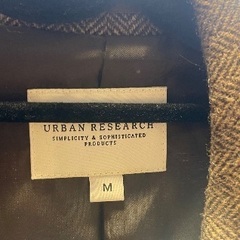 URBAN RESEARCH
SIMPLICITY & SOPHISTICATED
PRODUCTS
M